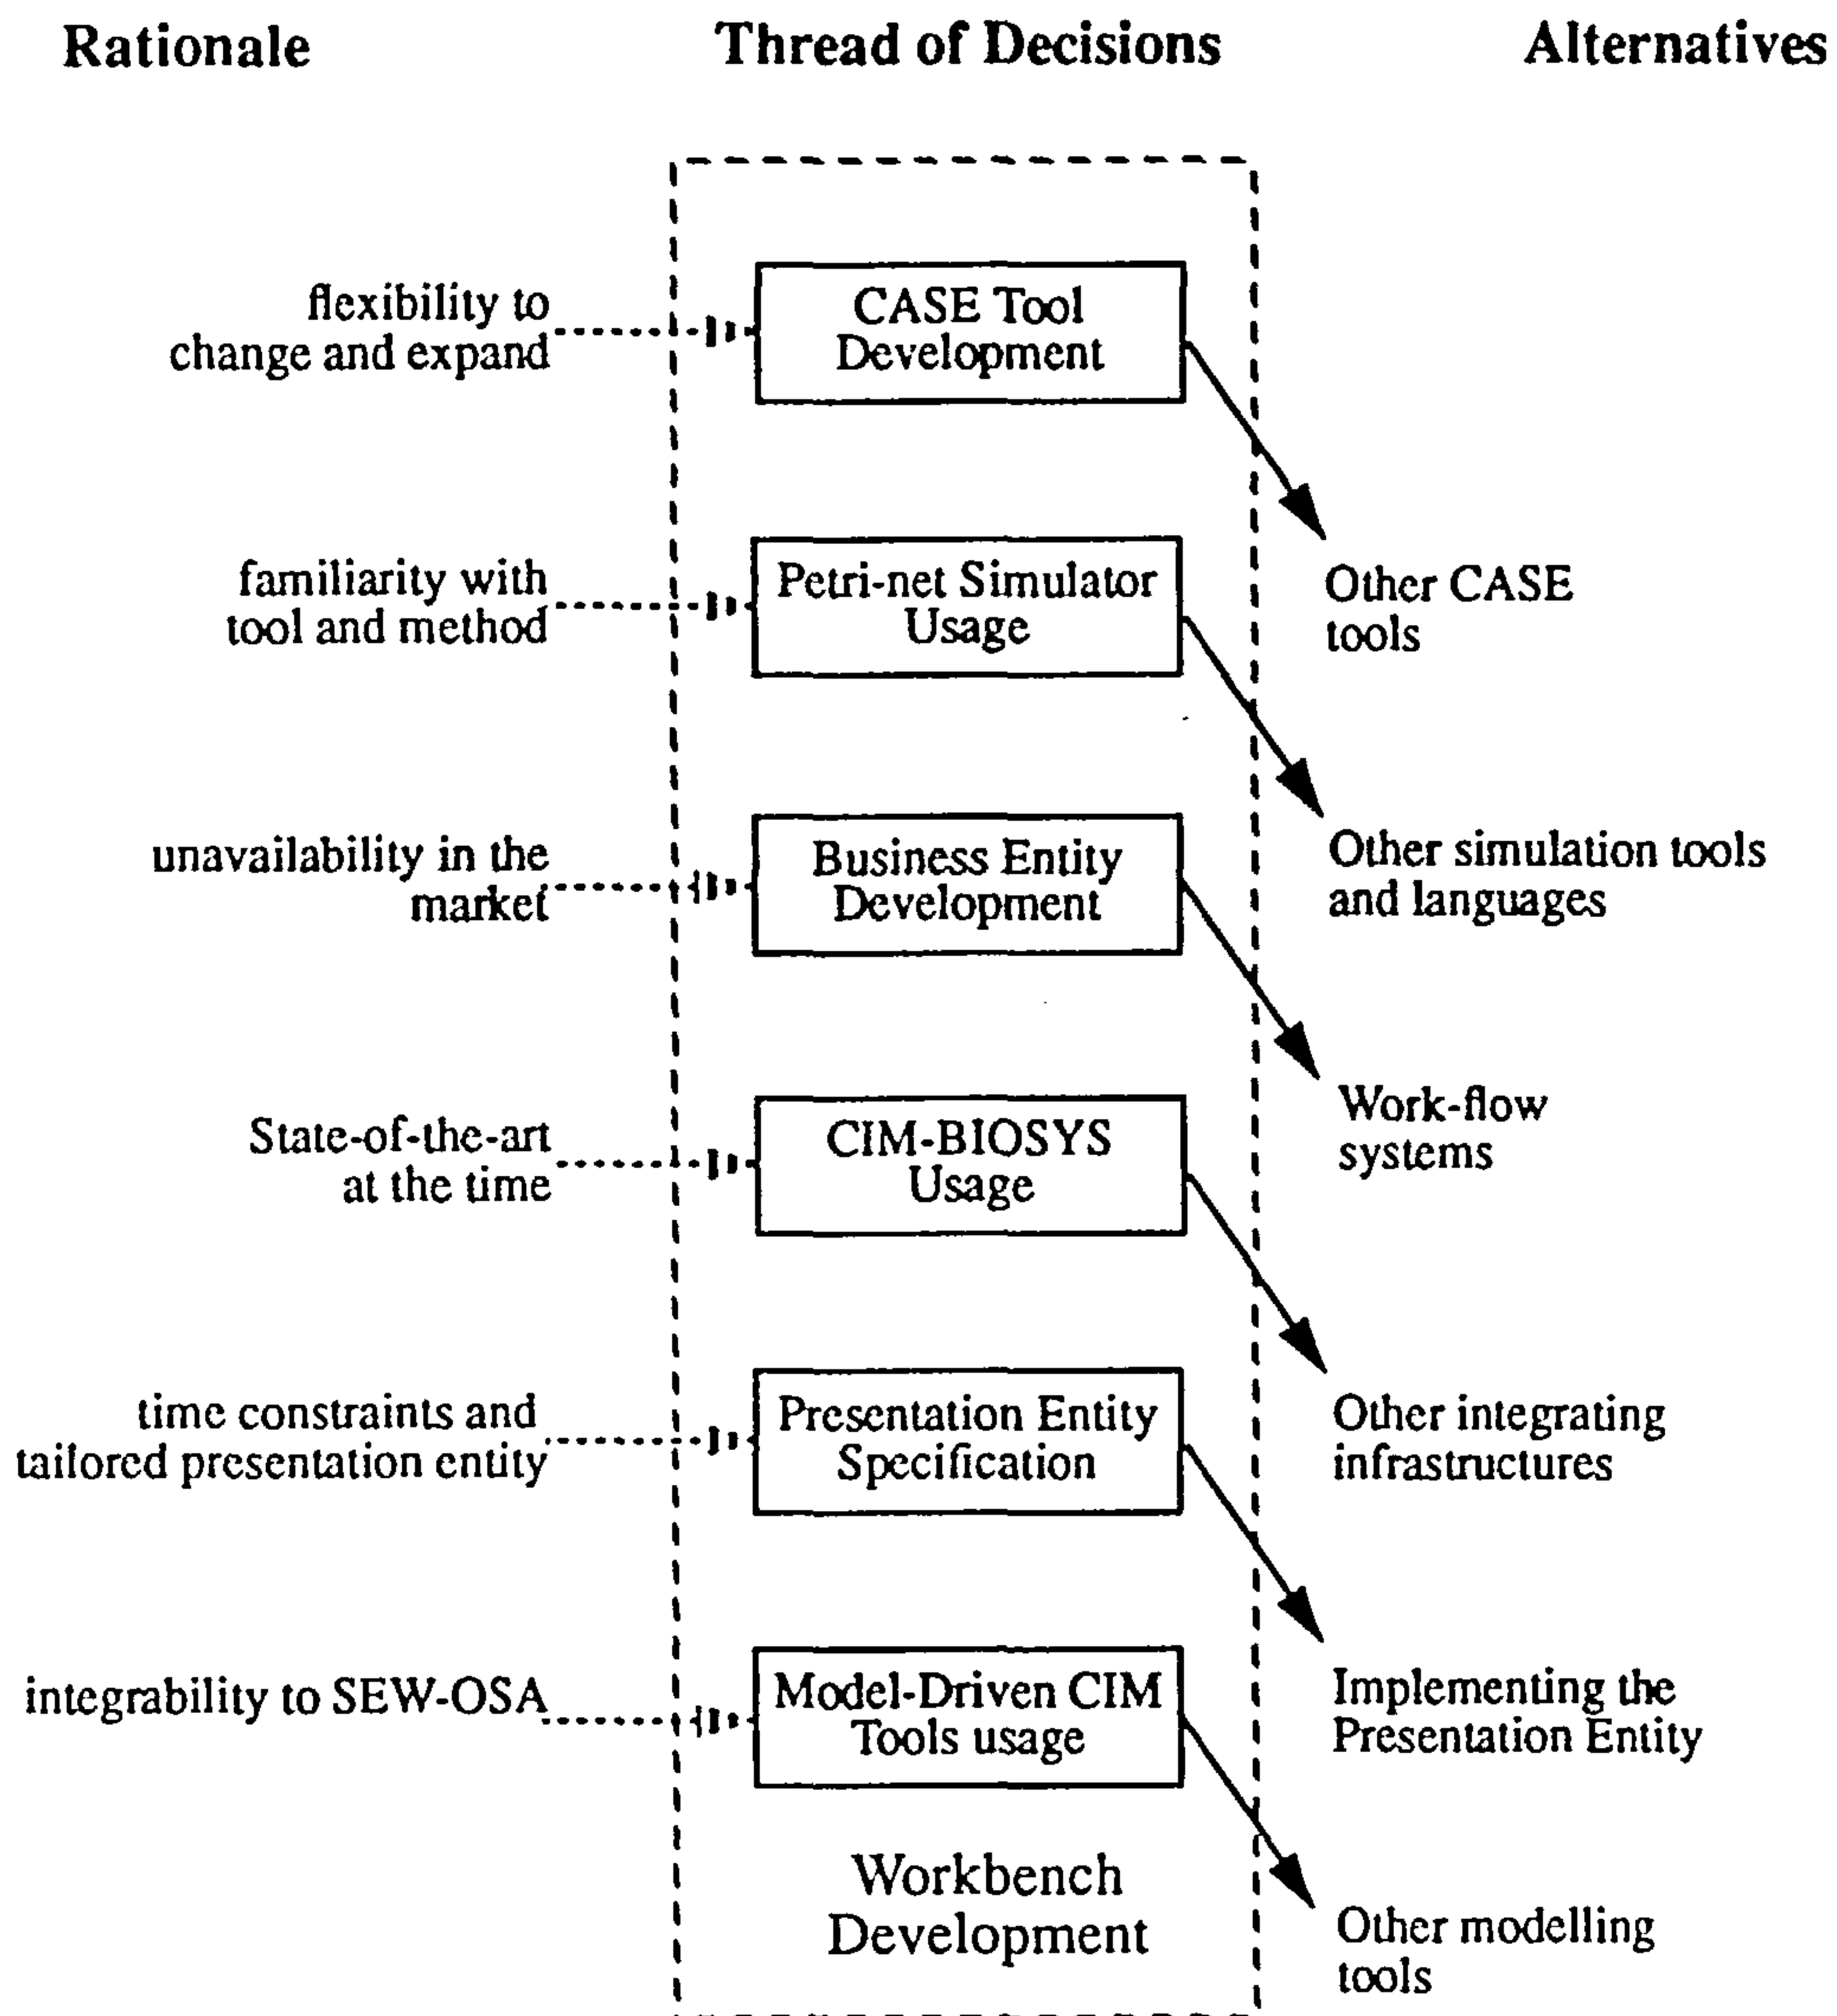 Rationale
Thread of Decisions
Alternatives
flexibility to
change and expand
CASE Tool
Development
Other CASE
tools
familiarity with
tool and method
Petri-net Simulator
Usage
Other simulation tools
and languages
unavailability in the
market
Business Entity
Development
Work-flow
systems
State-of-the-art
at the time
CIM-BIOSYS
Usage
Other integrating
infrastructures
time constraints and
tailored presentation entity
Presentation Entity
Specification
Implementing the
Presentation Entity
integrability to SEW-OSA
Model-Driven CIM
Tools usage
Other modelling
tools
Workbench
Development